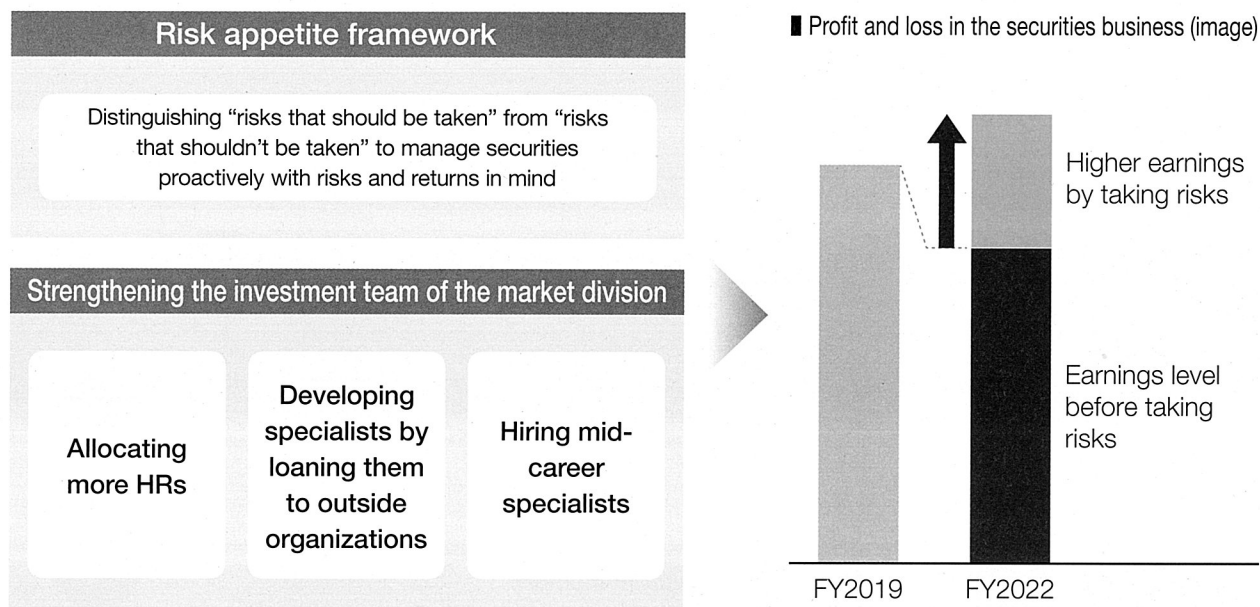 Risk appetite framework
Distinguishing “risks that should be taken” from “risks
that shouldn’t be taken” to manage securities
proactively with risks and returns in mind
Strengthening the investment team of the market division
Allocating
more HRs
Developing
specialists by
loaning them
to outside
organizations
Hiring mid-
career
specialists
Profit and loss in the securities business (image)
Higher earnings
by taking risks
Earnings level
before taking
risks
FY2019
FY2022